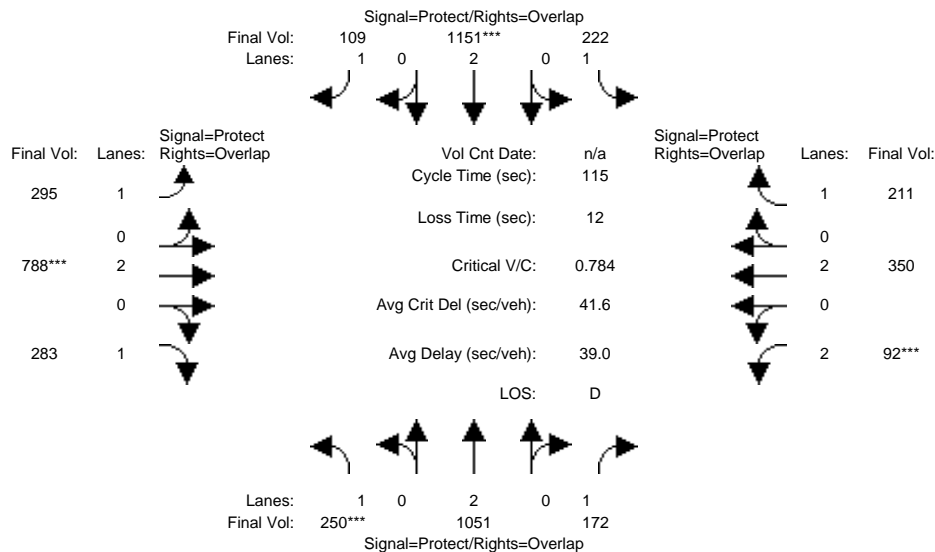 Signal=Protect/Rights=Overlap
Final Vol: 109 1151*** 222
Lanes: 1 0 2 0 1
Signal=Protect Signal=Protect
Final Vol: Lanes: Rights=Overlap Vol Cnt Date: n/a Rights=Overlap Lanes: Final Vol:
Cycle Time (sec): 115
295 1 1 211
Loss Time (sec): 12
0 0
788*** 2 Critical V/C: 0.784 2 350
0 Avg Crit Del (sec/veh): 41.6 0
283 1 Avg Delay (sec/veh): 39.0 2 92***
LOS: D
Lanes: 1 0 2 0 1
Final Vol: 250*** 1051 172
Signal=Protect/Rights=Overlap